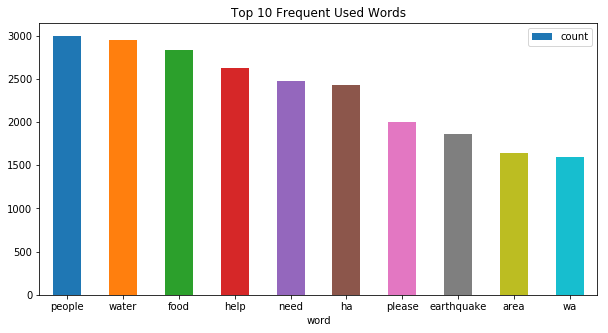 Top 10 Frequent Used Words
count
3000
2500
2000
1500
1000
500
0
people water food help need ha please earthquake area wa
word